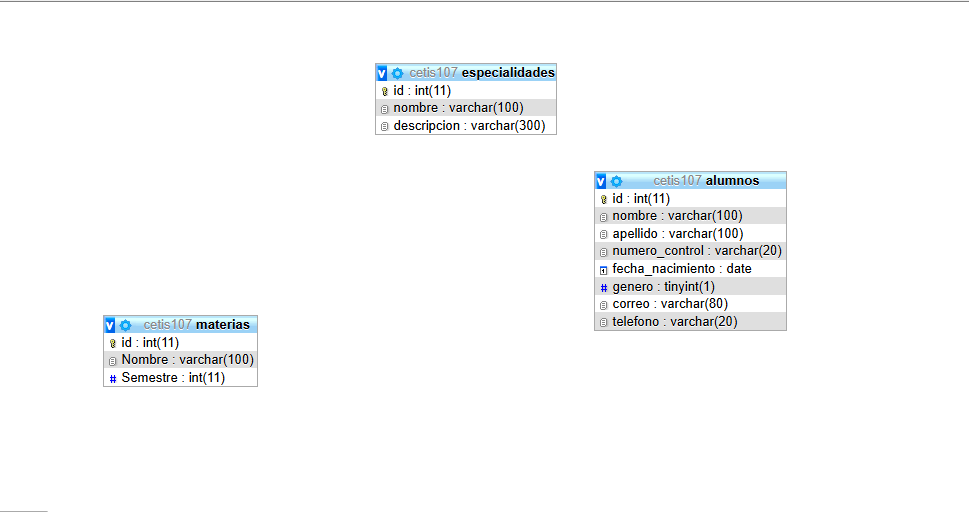 cetis107 especialidades
id : int(11)
nombre : varchar(100)
descripcion : varchar(300)
cetis107 alumnos
id : int(11)
nombre : varchar(100)
apellido : varchar(100)
numero_control : varchar(20)
fecha_nacimiento : date
# genero : tinyint(1)
correo : varchar(80)
telefono : varchar(20)
cetis107 materias
id : int(11)
Nombre : varchar(100)
# Semestre : int(11)